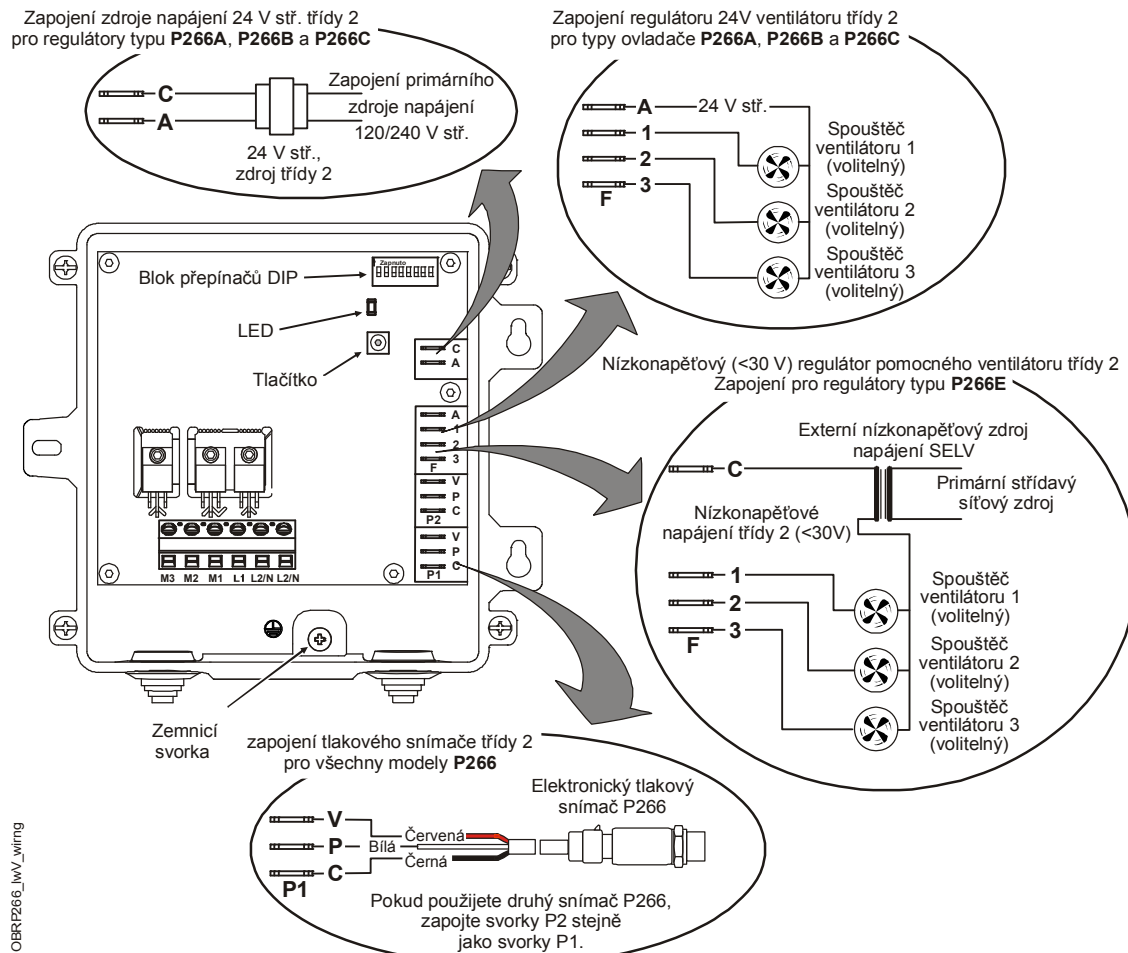 Zapojení zdroje napájení 24 V stř. třídy 2
pro regulátory typu P266A, P266B a P266C
C
A
Zapojení primárního
zdroje napájení
120/240 V stř.
24 V stř.,
zdroj třídy 2
Zapojení regulátoru 24V ventilátoru třídy 2
pro typy ovladače P266A, P266B a P266C
A
24 V stř.
1
2
3
F
Spouštěč
ventilátoru 1
(volitelný)
Spouštěč
ventilátoru 2
(volitelný)
Spouštěč
ventilátoru 3
(volitelný)
Blok přepínačů DIP
Zapnuto
LED
Tlačítko
C
A
A
1
2
3
F
V
P
C
P2
V
P
C
P1
M3 M2 M1 L1 L2/N L2/N
Zemnicí
svorka
Nízkonapěťový (<30 V) regulátor pomocného ventilátoru třídy 2
Zapojení pro regulátory typu P266E
Externí nízkonapěťový zdroj
napájení SELV
C
Primární střídavý
síťový zdroj
Nízkonapěťové
napájení třídy 2 (<30V)
1
2
3
F
Spouštěč
ventilátoru 1
(volitelný)
Spouštěč
ventilátoru 2
(volitelný)
Spouštěč
ventilátoru 3
(volitelný)
zapojení tlakového snímače třídy 2
pro všechny modely P266
V
P
C
P1
Červená
Bílá
Černá
Elektronický tlakový
snímač P266
Pokud použijete druhý snímač P266,
zapojte svorky P2 stejně
jako svorky P1.
OBRP266_lwV_wirng